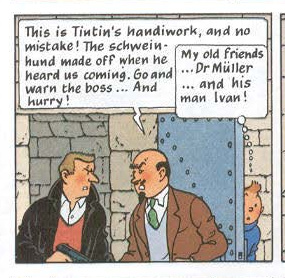 This is Tintin's handiwork, and no
mistake! The schwein-
hund made off when he
heard us coming. Go and
warn the boss... And
hurry!
My old friends
...Dr Müller
... and his
man Ivan!